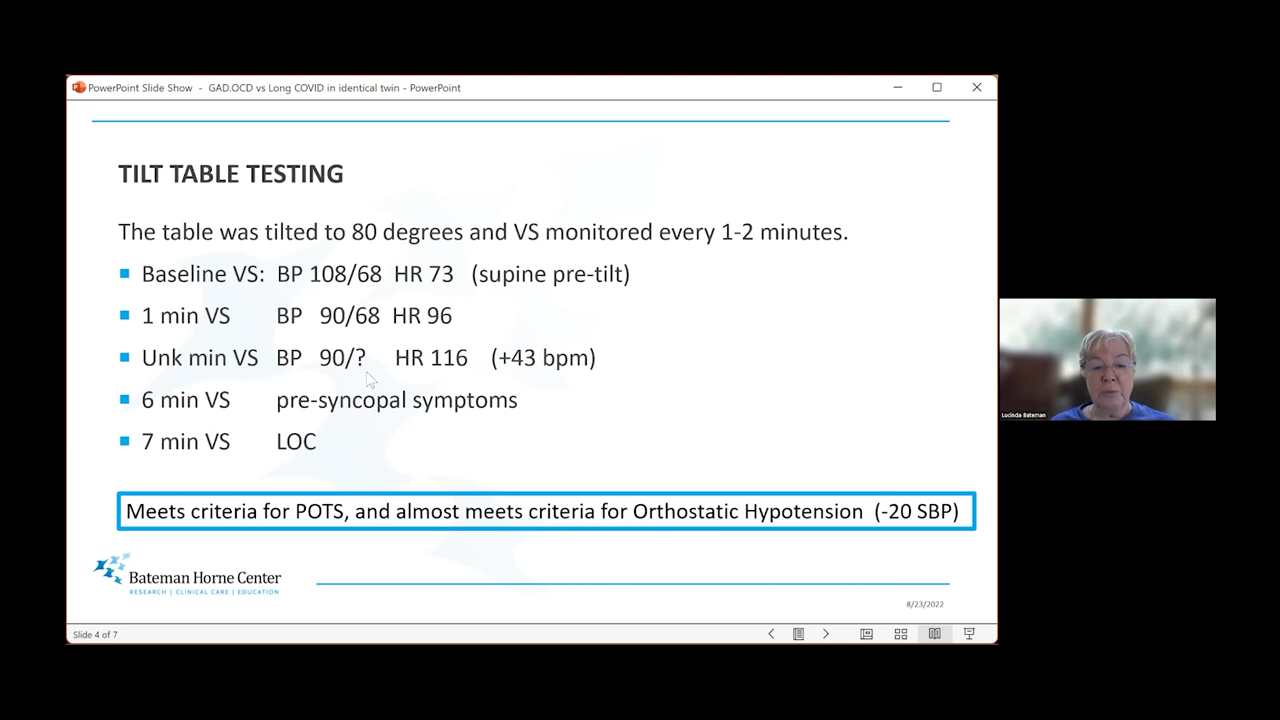 PowerPoint Slide Show - GAD.OCD vs Long COVID in identical twin - PowerPoint
TILT TABLE TESTING
The table was tilted to 80 degrees and VS monitored every 1-2 minutes.
Baseline VS: BP 108/68 HR 73 (supine pre-tilt)
1 min VS BP 90/68 HR 96
Unk min VS BP 90/? HR 116 (+43 bpm)
6 min VS pre-syncopal symptoms
7 min VS LOC
Meets criteria for POTS, and almost meets criteria for Orthostatic Hypotension (-20 SBP)
Bateman Horne Center
RESEARCH | CLINICAL CARE | EDUCATION
8/23/2022
Slide 4 of 7
Lucinda Bateman